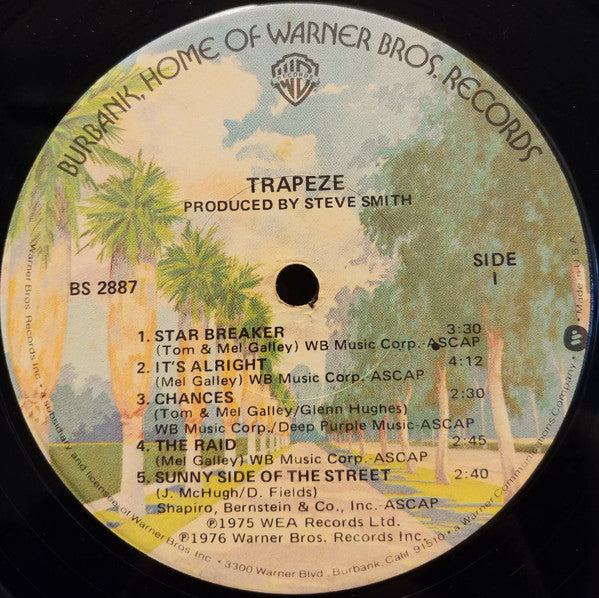 BURBANK, HOME OF WARNER BROS. RECORDS
TRAPEZE
PRODUCED BY STEVE SMITH
BS 2887
SIDE
1
1. STAR BREAKER 3:30
(Tom & Mel Galley) WB Music Corp.-ASCAP
2. IT'S ALRIGHT 4:12
(Mel Galley) WB Music Corp.-ASCAP
3. CHANCES 2:30
(Tom & Mel Galley/Glenn Hughes)
WB Music Corp./Deep Purple Music-ASCAP
4. THE RAID 2:45
(Mel Galley) WB Music Corp.-ASCAP
5. SUNNY SIDE OF THE STREET 2:40
(J. McHugh/D. Fields)
Shapiro, Bernstein & Co., Inc.-ASCAP
℗1975 WEA Records Ltd.
℗1976 Warner Bros. Records Inc.
Warner Bros. Records Inc. • a subsidiary and licensee of Warner Bros. Inc. • 3300 Warner Blvd., Burbank, Calif. 91510 • a Warner Communications Company • Made in U.S.A.